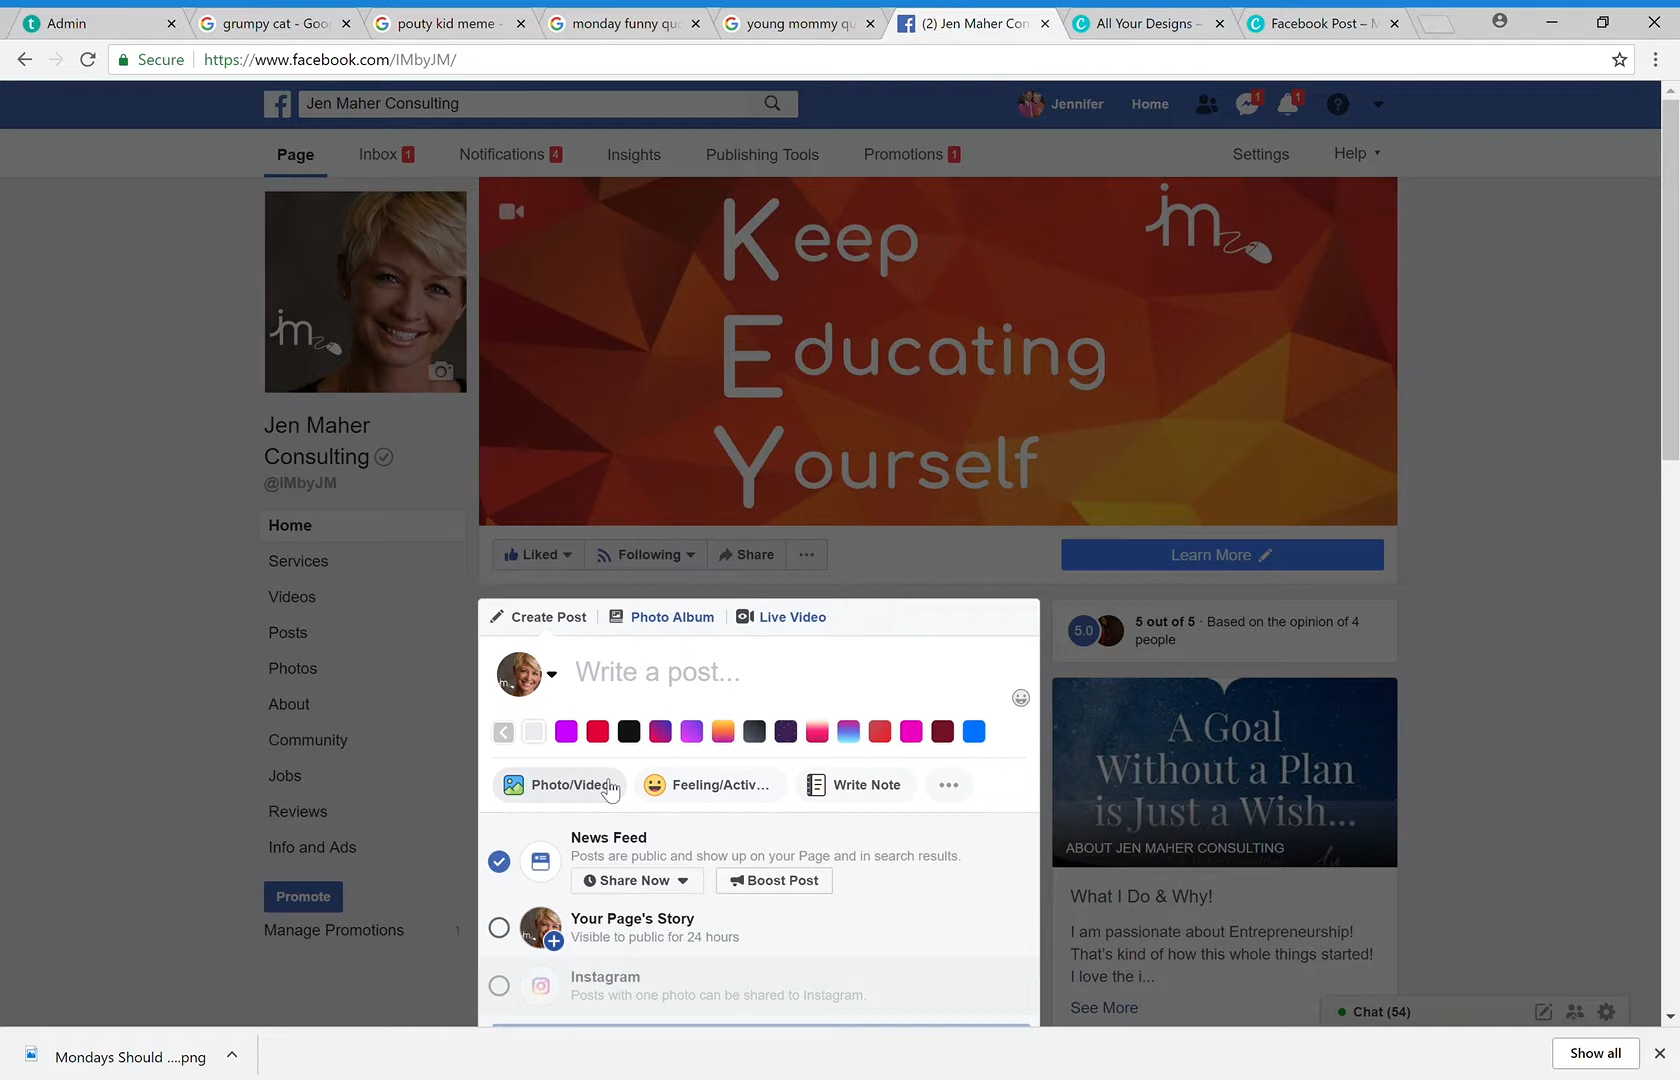 Admin
grumpy cat - Goo
pouty kid meme -
monday funny qu
young mommy q
(2) Jen Maher Con
All Your Designs –
Facebook Post – M
Secure
https://www.facebook.com/IMbyJM/
Jen Maher Consulting
Jennifer
Home
1
1
?
Page
Inbox 1
Notifications 4
Insights
Publishing Tools
Promotions 1
Settings
Help
jm
Keep
Educating
Yourself
jm
Jen Maher
Consulting
@IMbyJM
Home
Services
Videos
Posts
Photos
About
Community
Jobs
Reviews
Info and Ads
Promote
Manage Promotions 1
Liked
Following
Share
Learn More
Create Post
Photo Album
Live Video
Write a post...
Photo/Video
Feeling/Activ...
Write Note
News Feed
Posts are public and show up on your Page and in search results.
Share Now
Boost Post
Your Page's Story
Visible to public for 24 hours
Instagram
Posts with one photo can be shared to Instagram.
5.0
5 out of 5 · Based on the opinion of 4
people
A Goal
Without a Plan
is Just a Wish...
ABOUT JEN MAHER CONSULTING
What I Do & Why!
I am passionate about Entrepreneurship!
That's kind of how this whole things started!
I love the i...
See More
Chat (54)
Mondays Should ....png
Show all